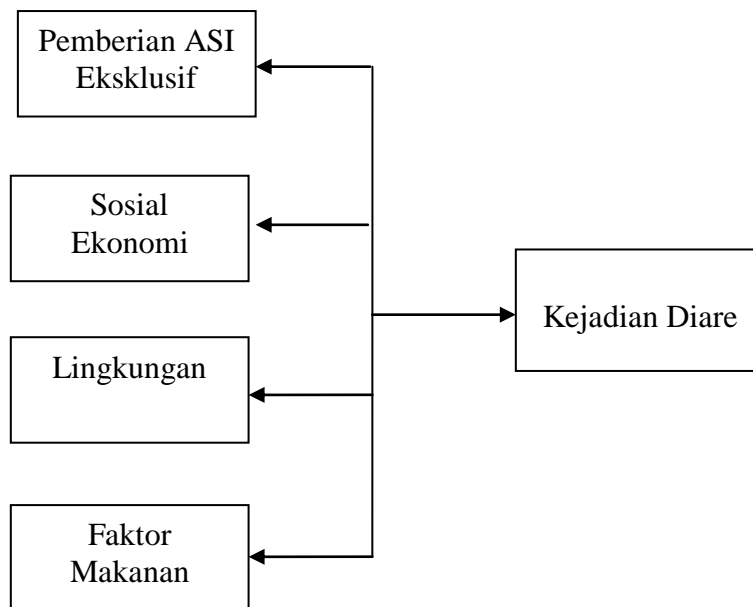 Pemberian ASI
Eksklusif
Sosial
Ekonomi
Kejadian Diare
Lingkungan
Faktor
Makanan